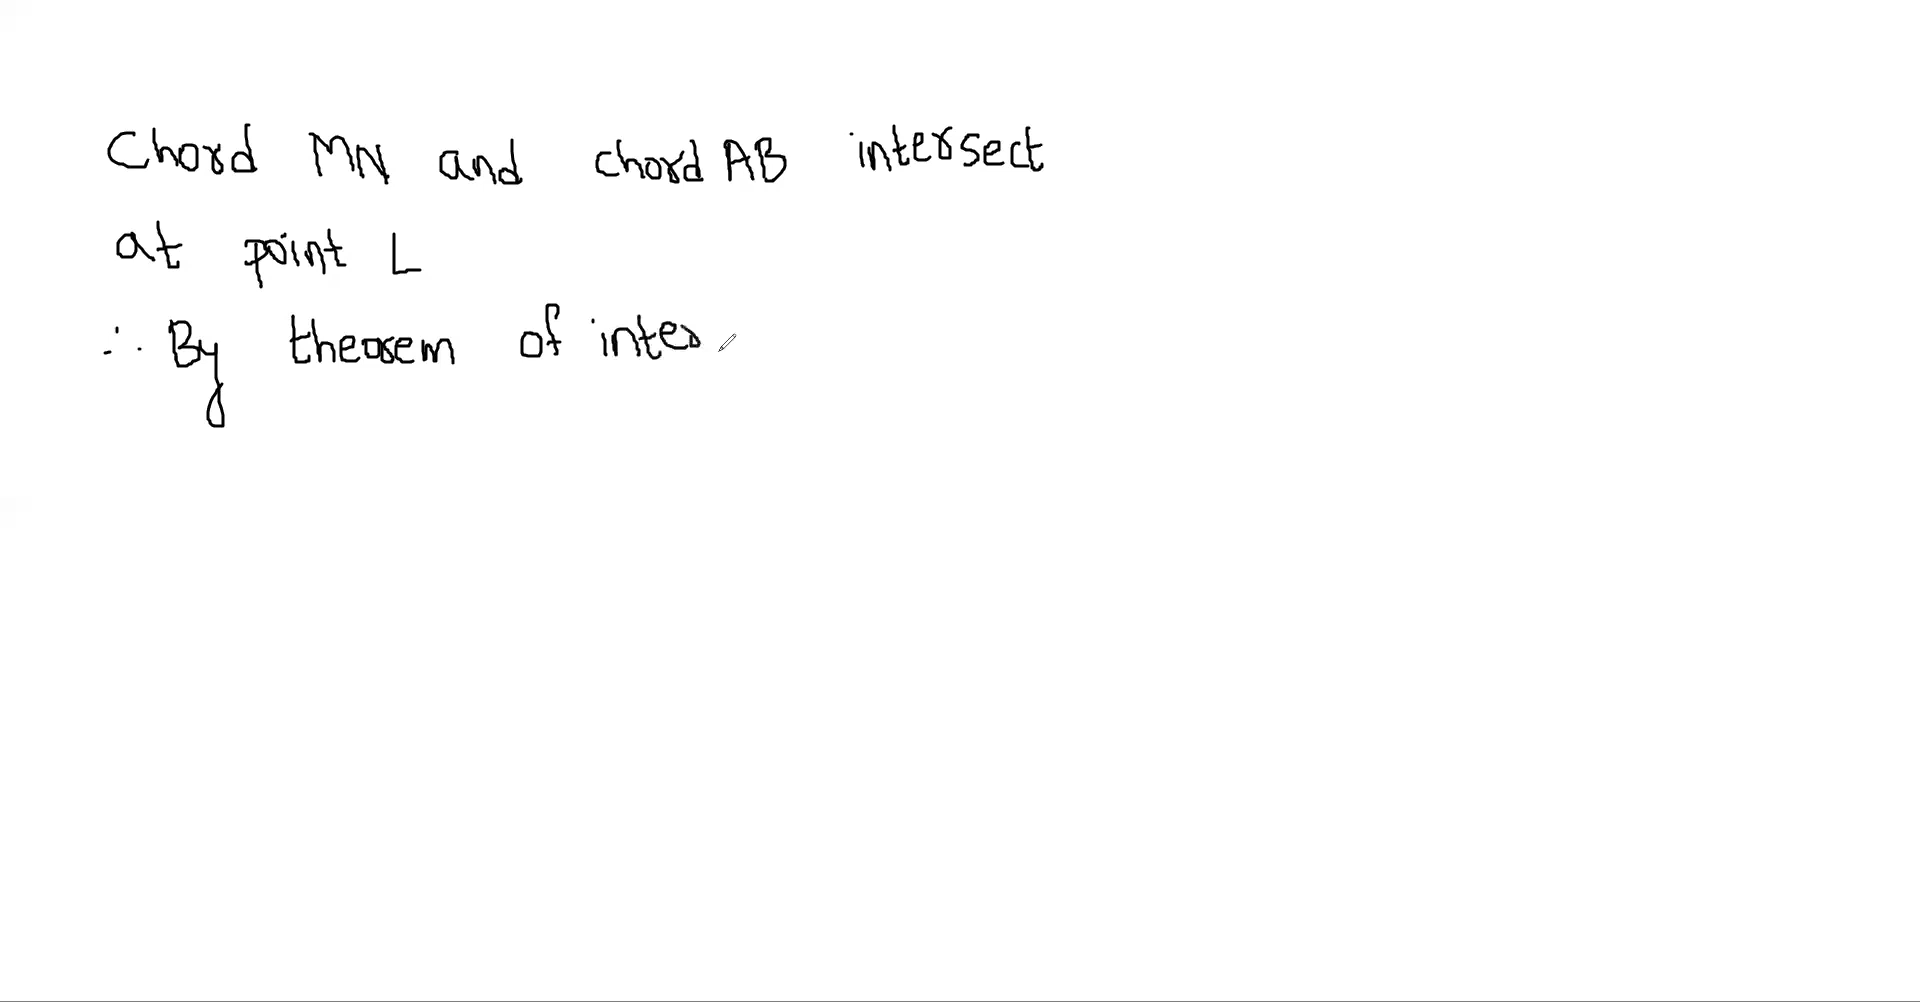 Chord MN and chord AB intersect
at point L
∴ By theorem of inter